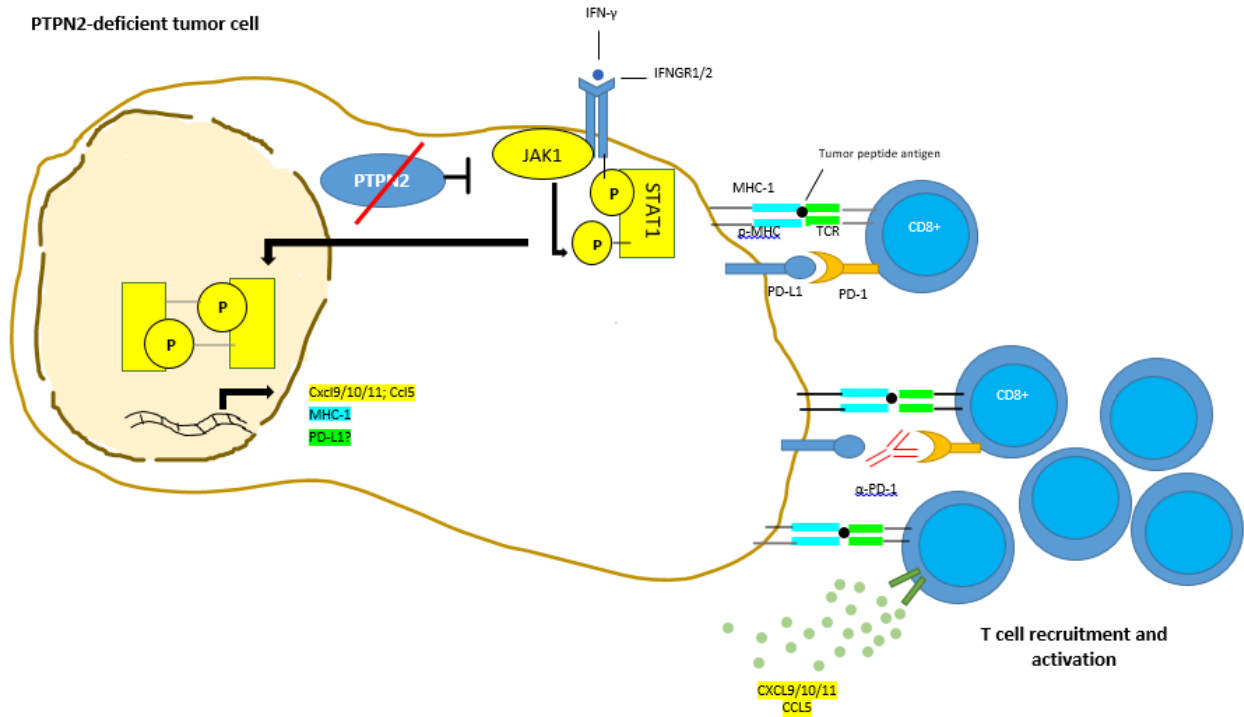 PTPN2-deficient tumor cell
IFN-γ
IFNGR1/2
JAK1
PTPN2
P
STAT1
P
Tumor peptide antigen
MHC-1
p-MHC
TCR
CD8+
PD-L1
PD-1
P
P
Cxcl9/10/11; Ccl5
MHC-1
PD-L1?
CD8+
α-PD-1
T cell recruitment and
activation
CXCL9/10/11
CCL5